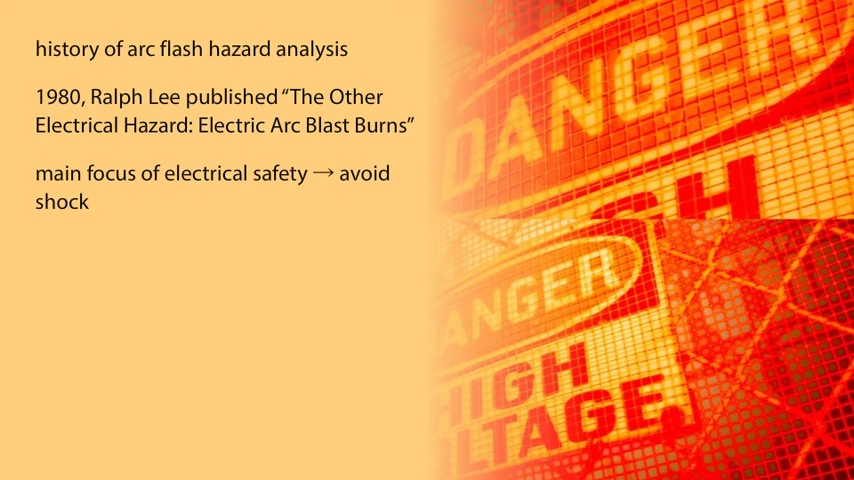 history of arc flash hazard analysis
1980, Ralph Lee published “The Other
Electrical Hazard: Electric Arc Blast Burns”
main focus of electrical safety → avoid
shock
DANGER
DANGER
HIGH